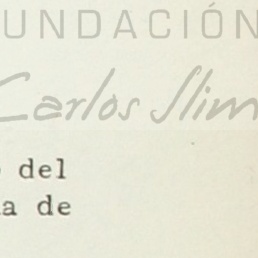 UNDACIÓN
Carlos Slim
del
a de